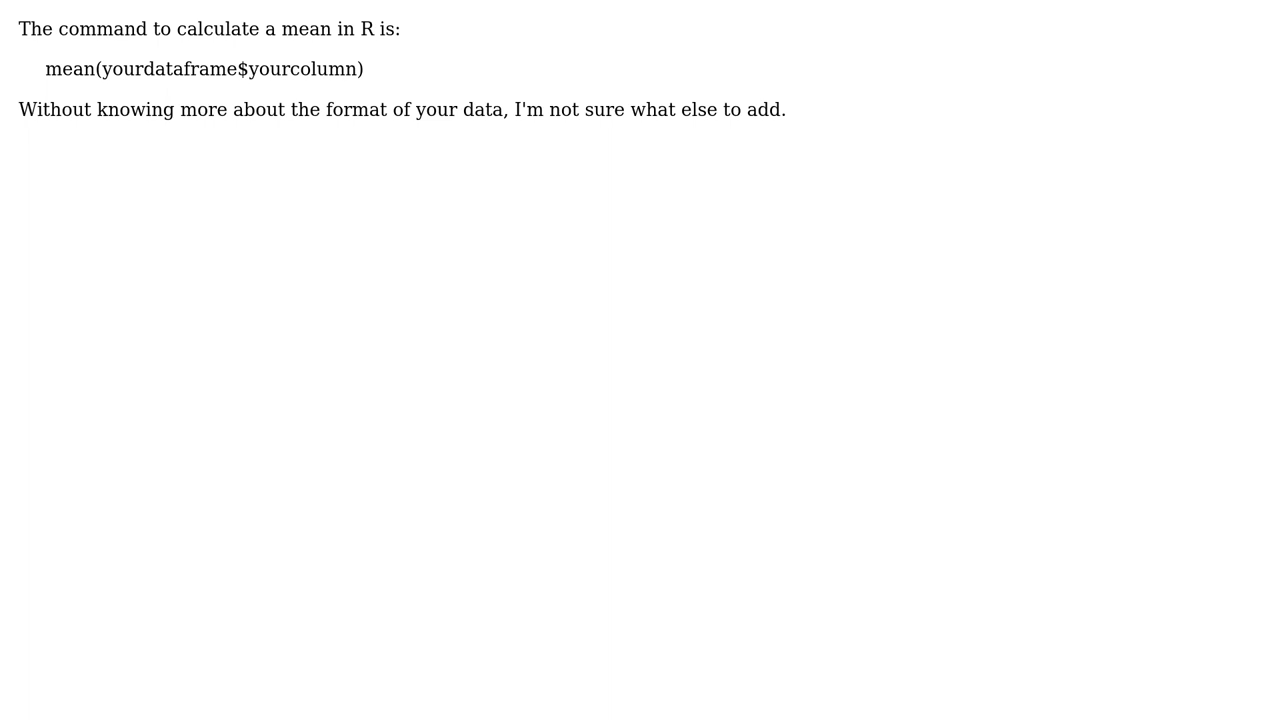 The command to calculate a mean in R is:
mean(yourdataframe$yourcolumn)
Without knowing more about the format of your data, I'm not sure what else to add.